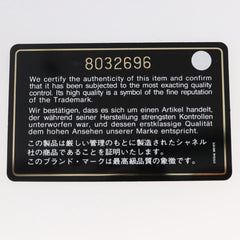 8032696
We certify the authenticity of this item and confirm
that it has been subjected to the most exacting quality
control. Its high quality is a symbol of the fine reputation
of the Trademark.
Wir bestätigen, dass es sich um einen Artikel handelt,
der während seiner Herstellung strengsten Kontrollen
unterworfen war, und dessen erstklassige Qualität
dem hohen Ansehen unserer Marke entspricht.
この製品は厳しい管理のもとに製造されたシャネル
社の商品であることを証明いたします。
このブランド・マークは最高級品質の象徴です。